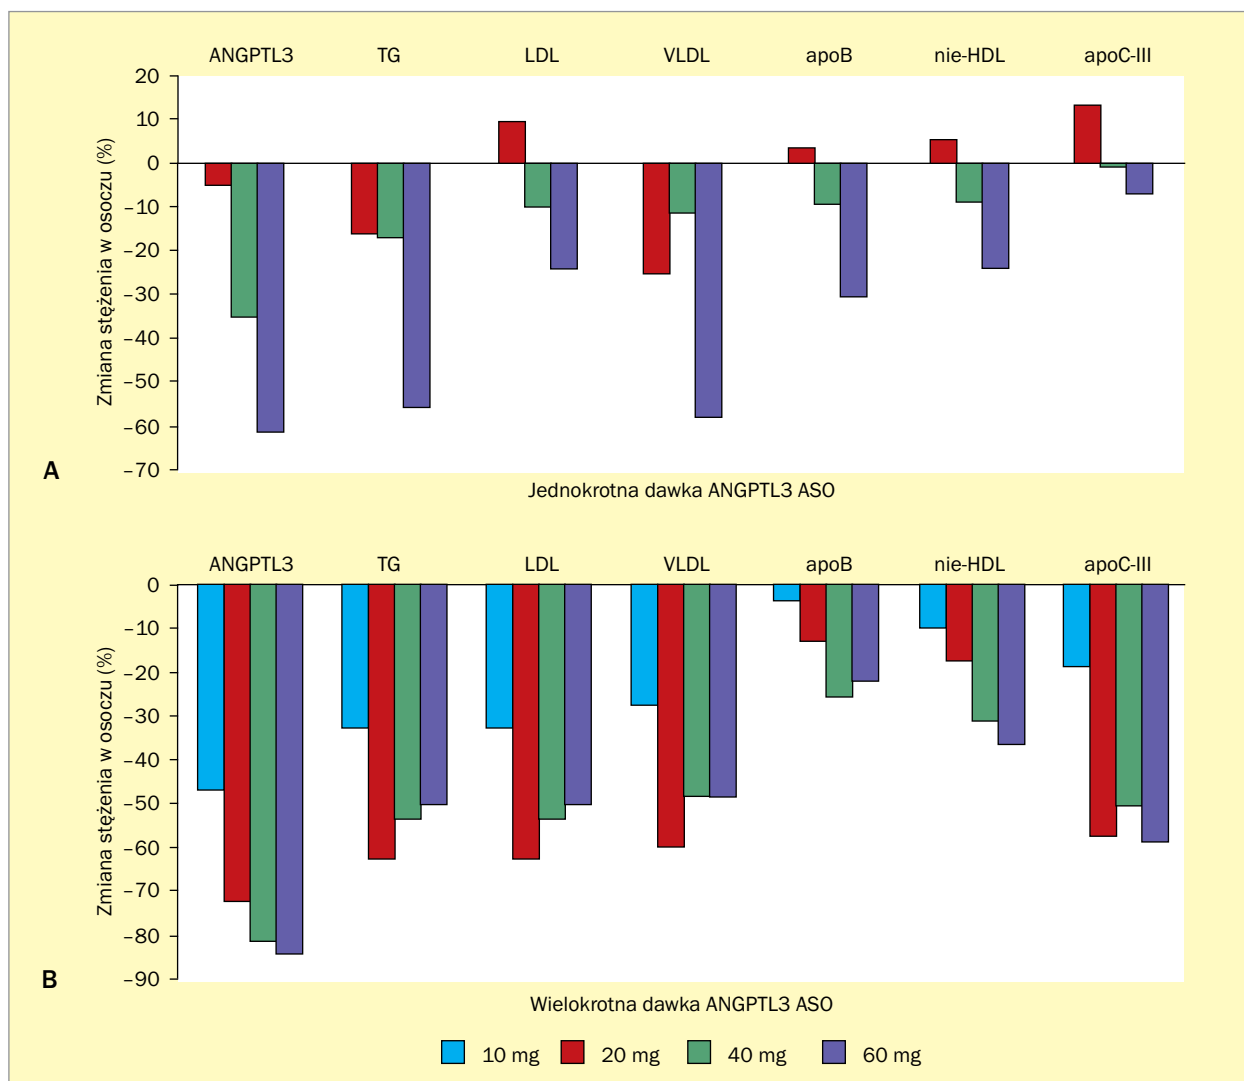 ANGPTL3 TG LDL VLDL apoB nie-HDL apoC-III
Zmiana stężenia w osoczu (%)
20
10
0
–10
–20
–30
–40
–50
–60
–70
A
Jednokrotna dawka ANGPTL3 ASO
ANGPTL3 TG LDL VLDL apoB nie-HDL apoC-III
Zmiana stężenia w osoczu (%)
0
–10
–20
–30
–40
–50
–60
–70
–80
–90
B
Wielokrotna dawka ANGPTL3 ASO
10 mg 20 mg 40 mg 60 mg